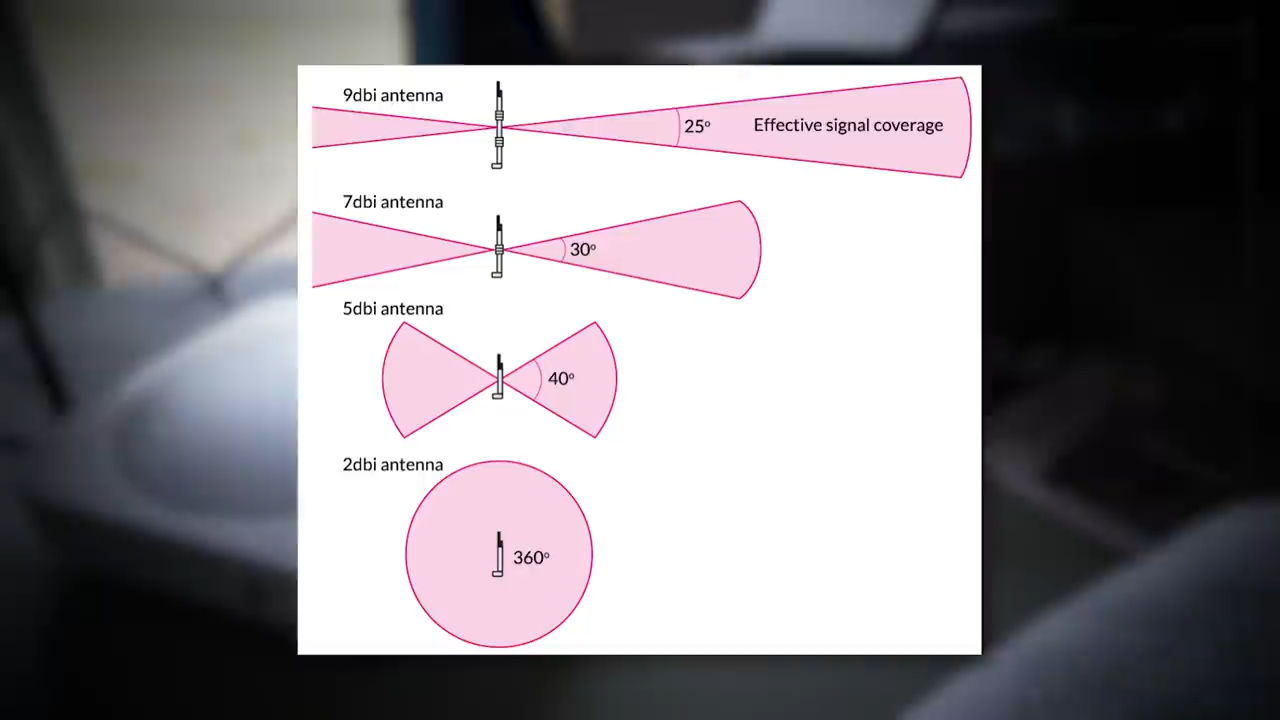 9dbi antenna
25º
Effective signal coverage
7dbi antenna
30º
5dbi antenna
40º
2dbi antenna
360º